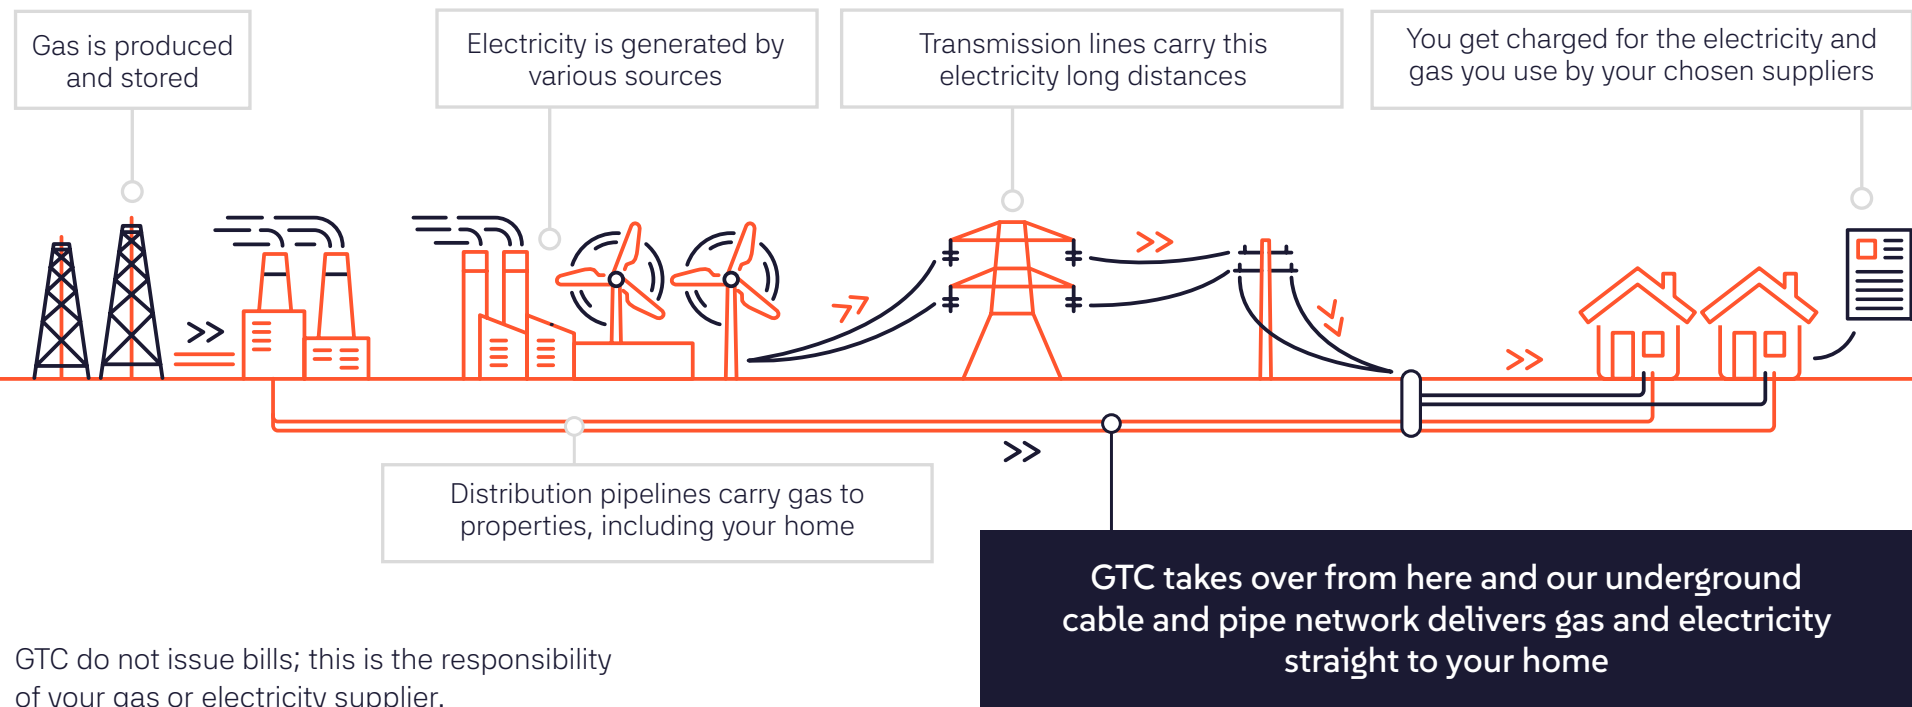 Gas is produced
and stored
Electricity is generated by
various sources
Transmission lines carry this
electricity long distances
You get charged for the electricity and
gas you use by your chosen suppliers
Distribution pipelines carry gas to
properties, including your home
GTC takes over from here and our underground
cable and pipe network delivers gas and electricity
straight to your home
GTC do not issue bills; this is the responsibility
of your gas or electricity supplier.